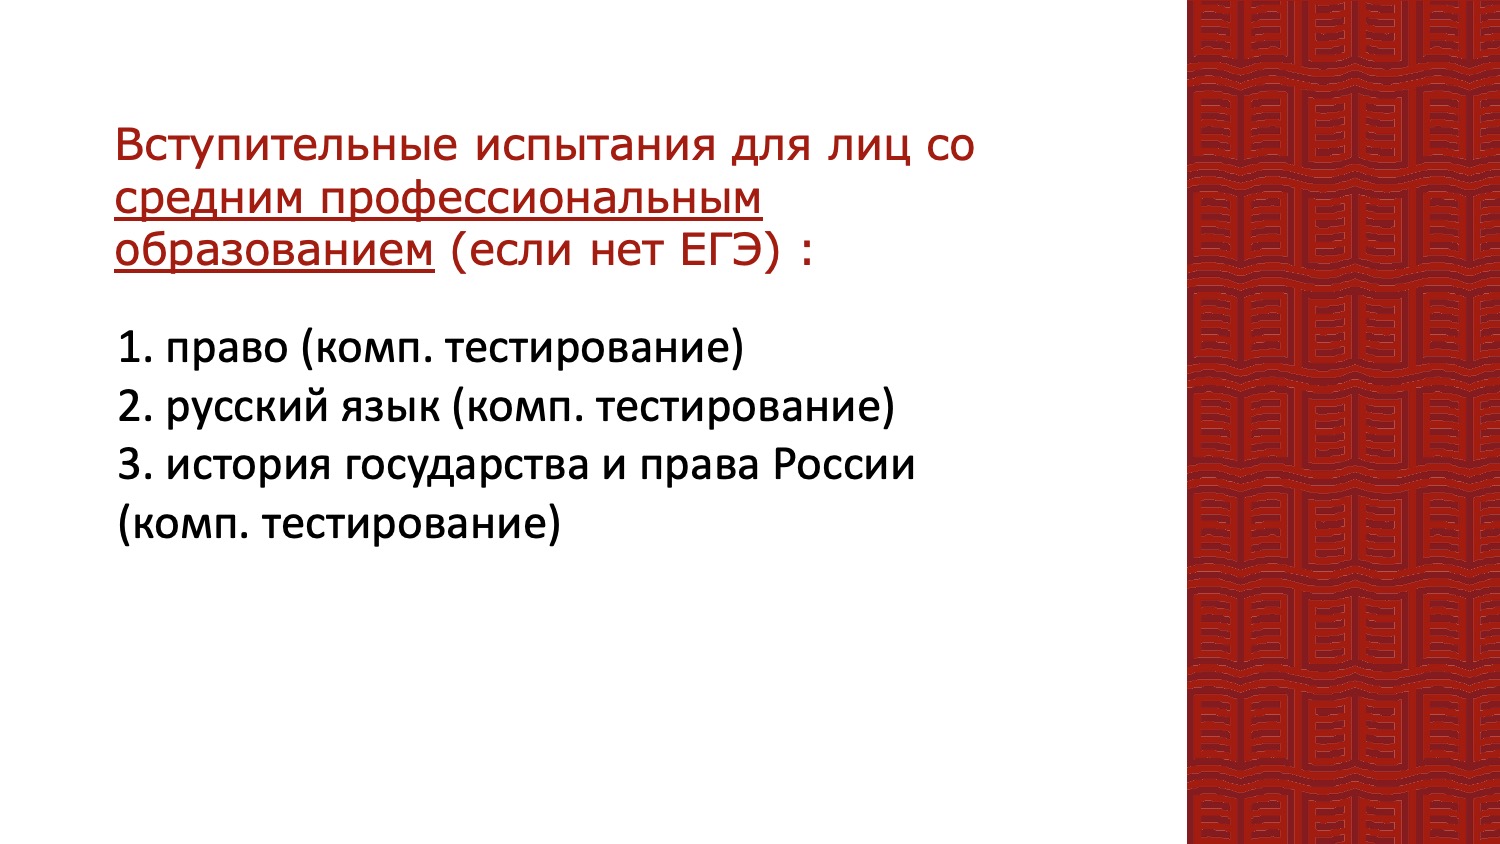 Вступительные испытания для лиц со
средним профессиональным
образованием (если нет ЕГЭ) :
1. право (комп. тестирование)
2. русский язык (комп. тестирование)
3. история государства и права России
(комп. тестирование)